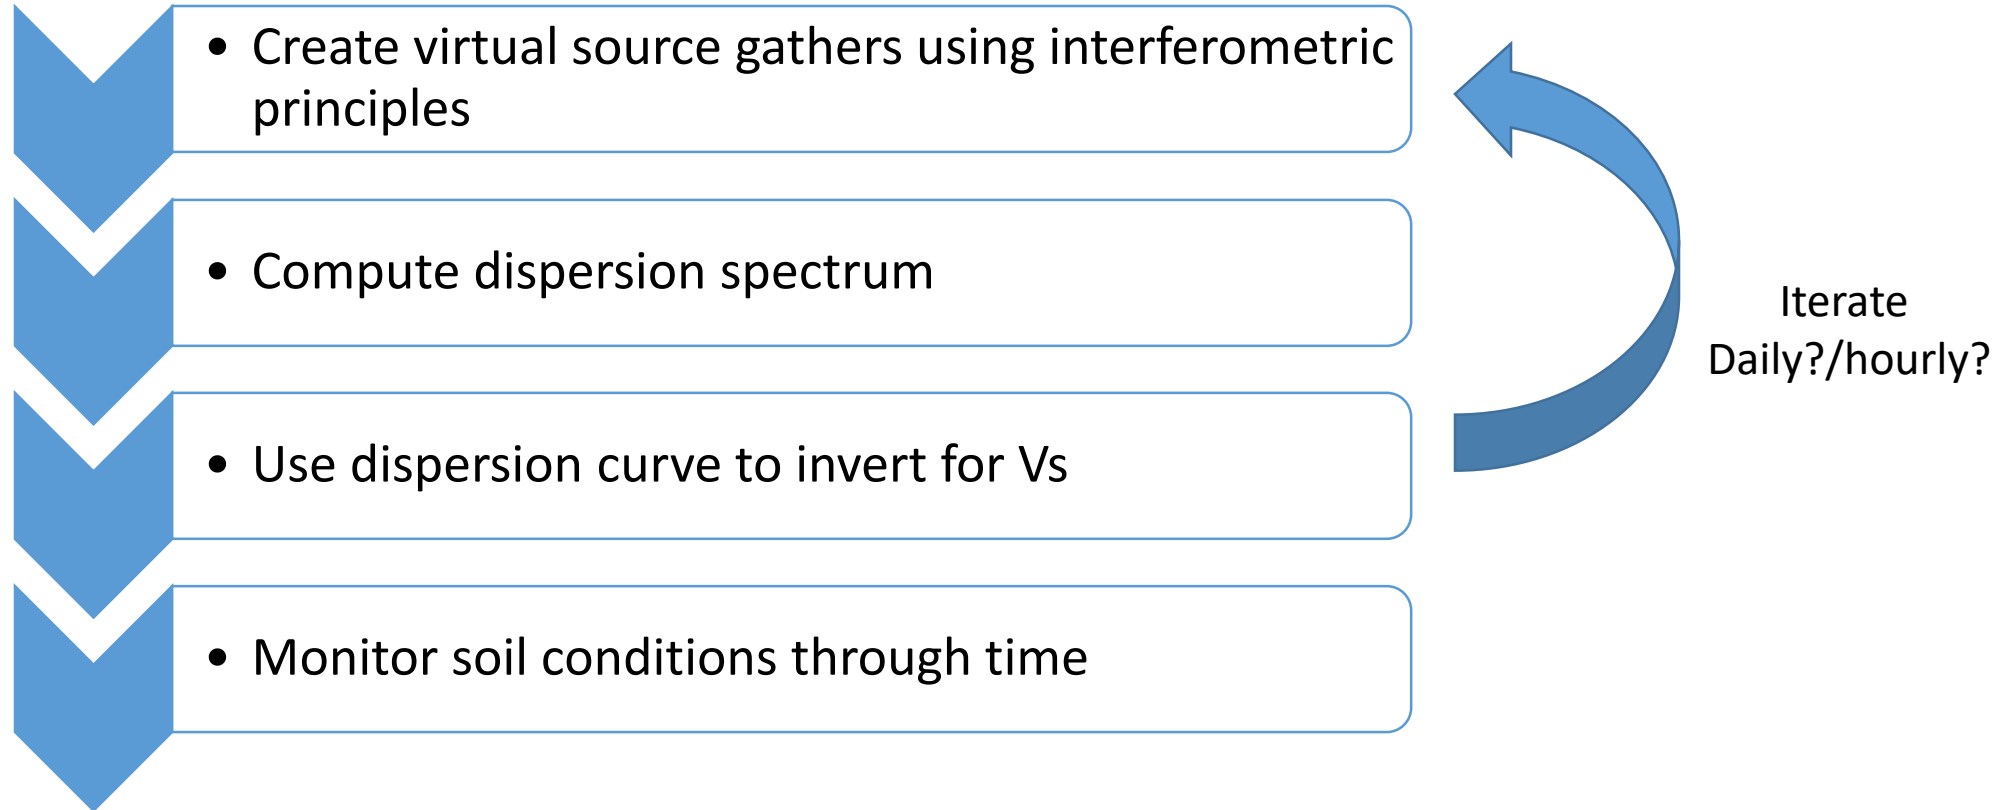 • Create virtual source gathers using interferometric
principles
• Compute dispersion spectrum
• Use dispersion curve to invert for Vs
• Monitor soil conditions through time
Iterate
Daily?/hourly?